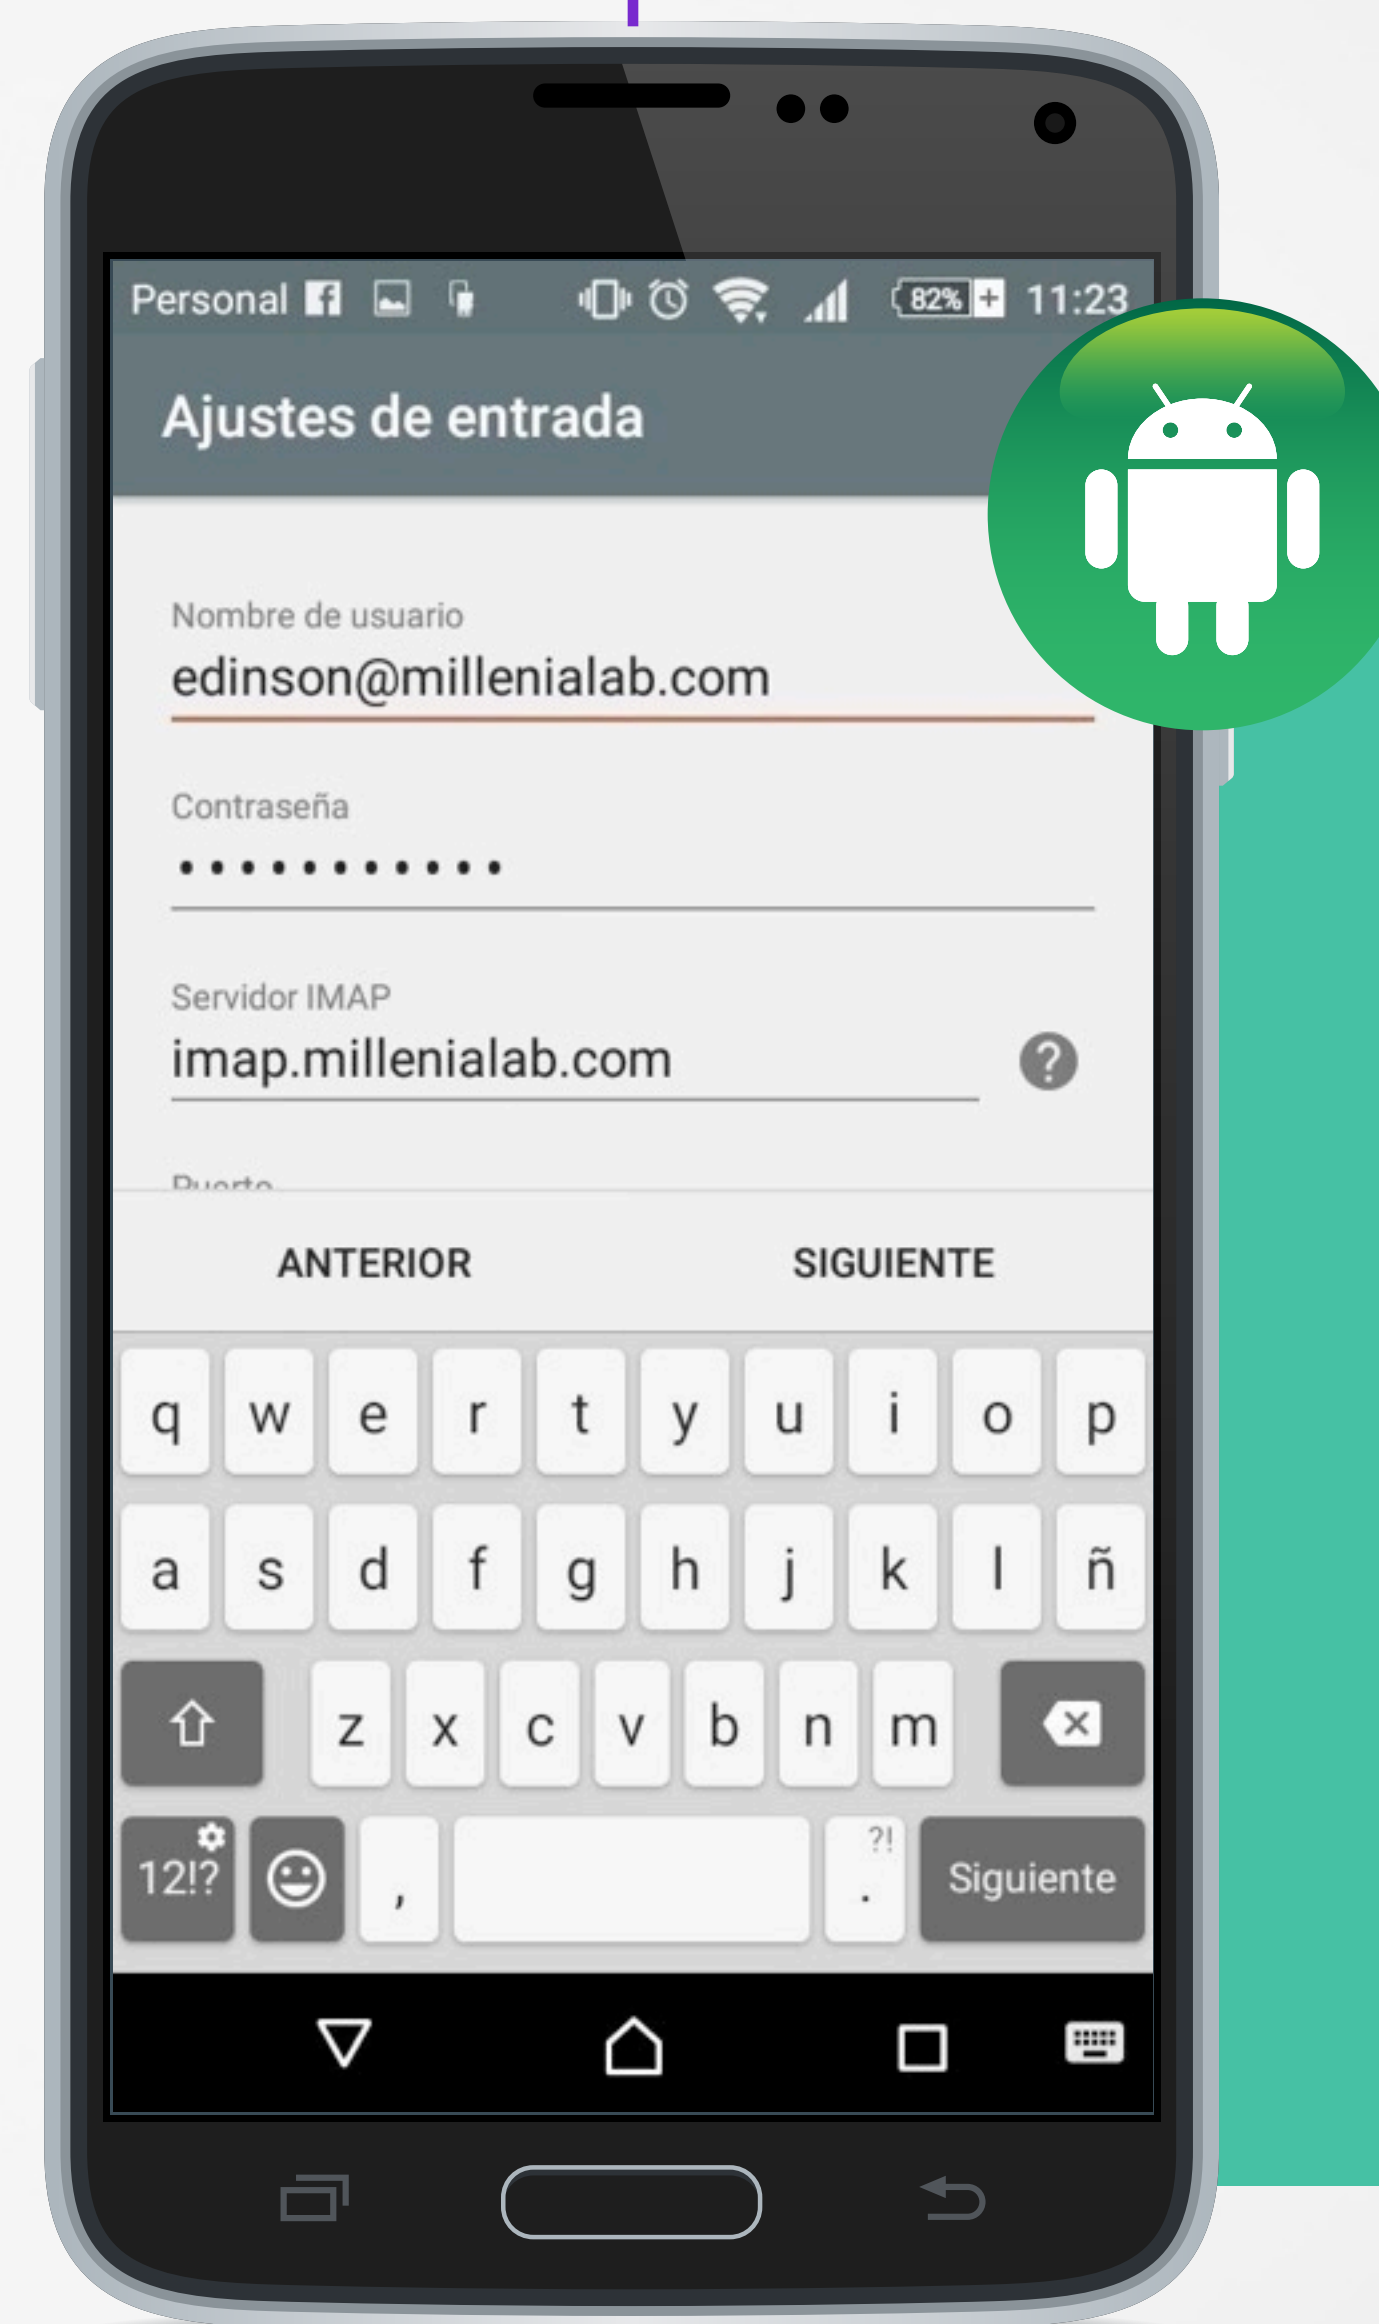 Personal 82% 11:23
Ajustes de entrada
Nombre de usuario
edinson@millenialab.com
Contraseña
•••••••••••
Servidor IMAP
imap.millenialab.com
?
Puerto
ANTERIOR SIGUIENTE
q w e r t y u i o p
a s d f g h j k l ñ
z x c v b n m
12!? , ?! . Siguiente